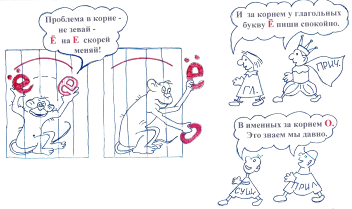 Проблема в корне -
не зевай -
Ё на Е скорей
меняй!
ё
е
ё
о
И за корнем у глагольных
букву Ё пиши спокойно.
ГЛ.
ПРИЧ.
В именных за корнем О.
Это знаем мы давно.
СУЩ.
ПРИЛ.